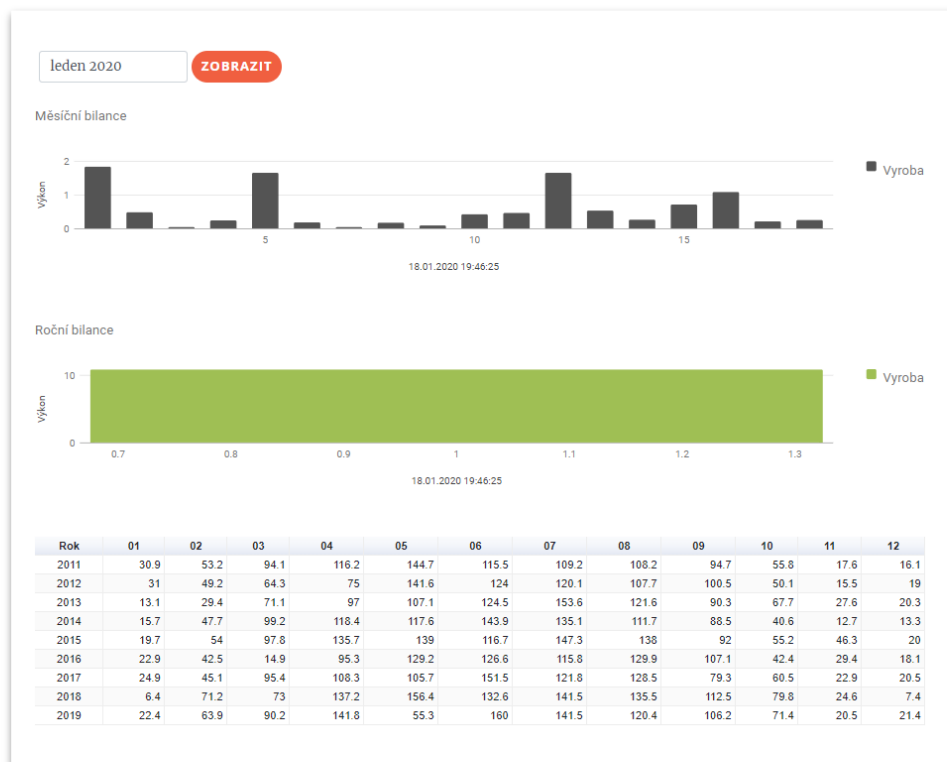 leden 2020 ZOBRAZIT
Měsíční bilance
2
1
0
Výkon
Vyroba
5 10 15
18.01.2020 19:46:25
Roční bilance
10
0
Výkon
Vyroba
0.7 0.8 0.9 1 1.1 1.2 1.3
18.01.2020 19:46:25
Rok 01 02 03 04 05 06 07 08 09 10 11 12
2011 30.9 53.2 94.1 116.2 144.7 115.5 109.2 108.2 94.7 55.8 17.6 16.1
2012 31 49.2 64.3 75 141.6 124 120.1 107.7 100.5 50.1 15.5 19
2013 13.1 29.4 71.1 97 107.1 124.5 153.6 121.6 90.3 67.7 27.6 20.3
2014 15.7 47.7 99.2 118.4 117.6 143.9 135.1 111.7 88.5 40.6 12.7 13.3
2015 19.7 54 97.8 135.7 139 116.7 147.3 138 92 55.2 46.3 20
2016 22.9 42.5 14.9 95.3 129.2 126.6 115.8 129.9 107.1 42.4 29.4 18.1
2017 24.9 45.1 95.4 108.3 105.7 151.5 121.8 128.5 79.3 60.5 22.9 20.5
2018 6.4 71.2 73 137.2 156.4 132.6 141.5 135.5 112.5 79.8 24.6 7.4
2019 22.4 63.9 90.2 141.8 55.3 160 141.5 120.4 106.2 71.4 20.5 21.4